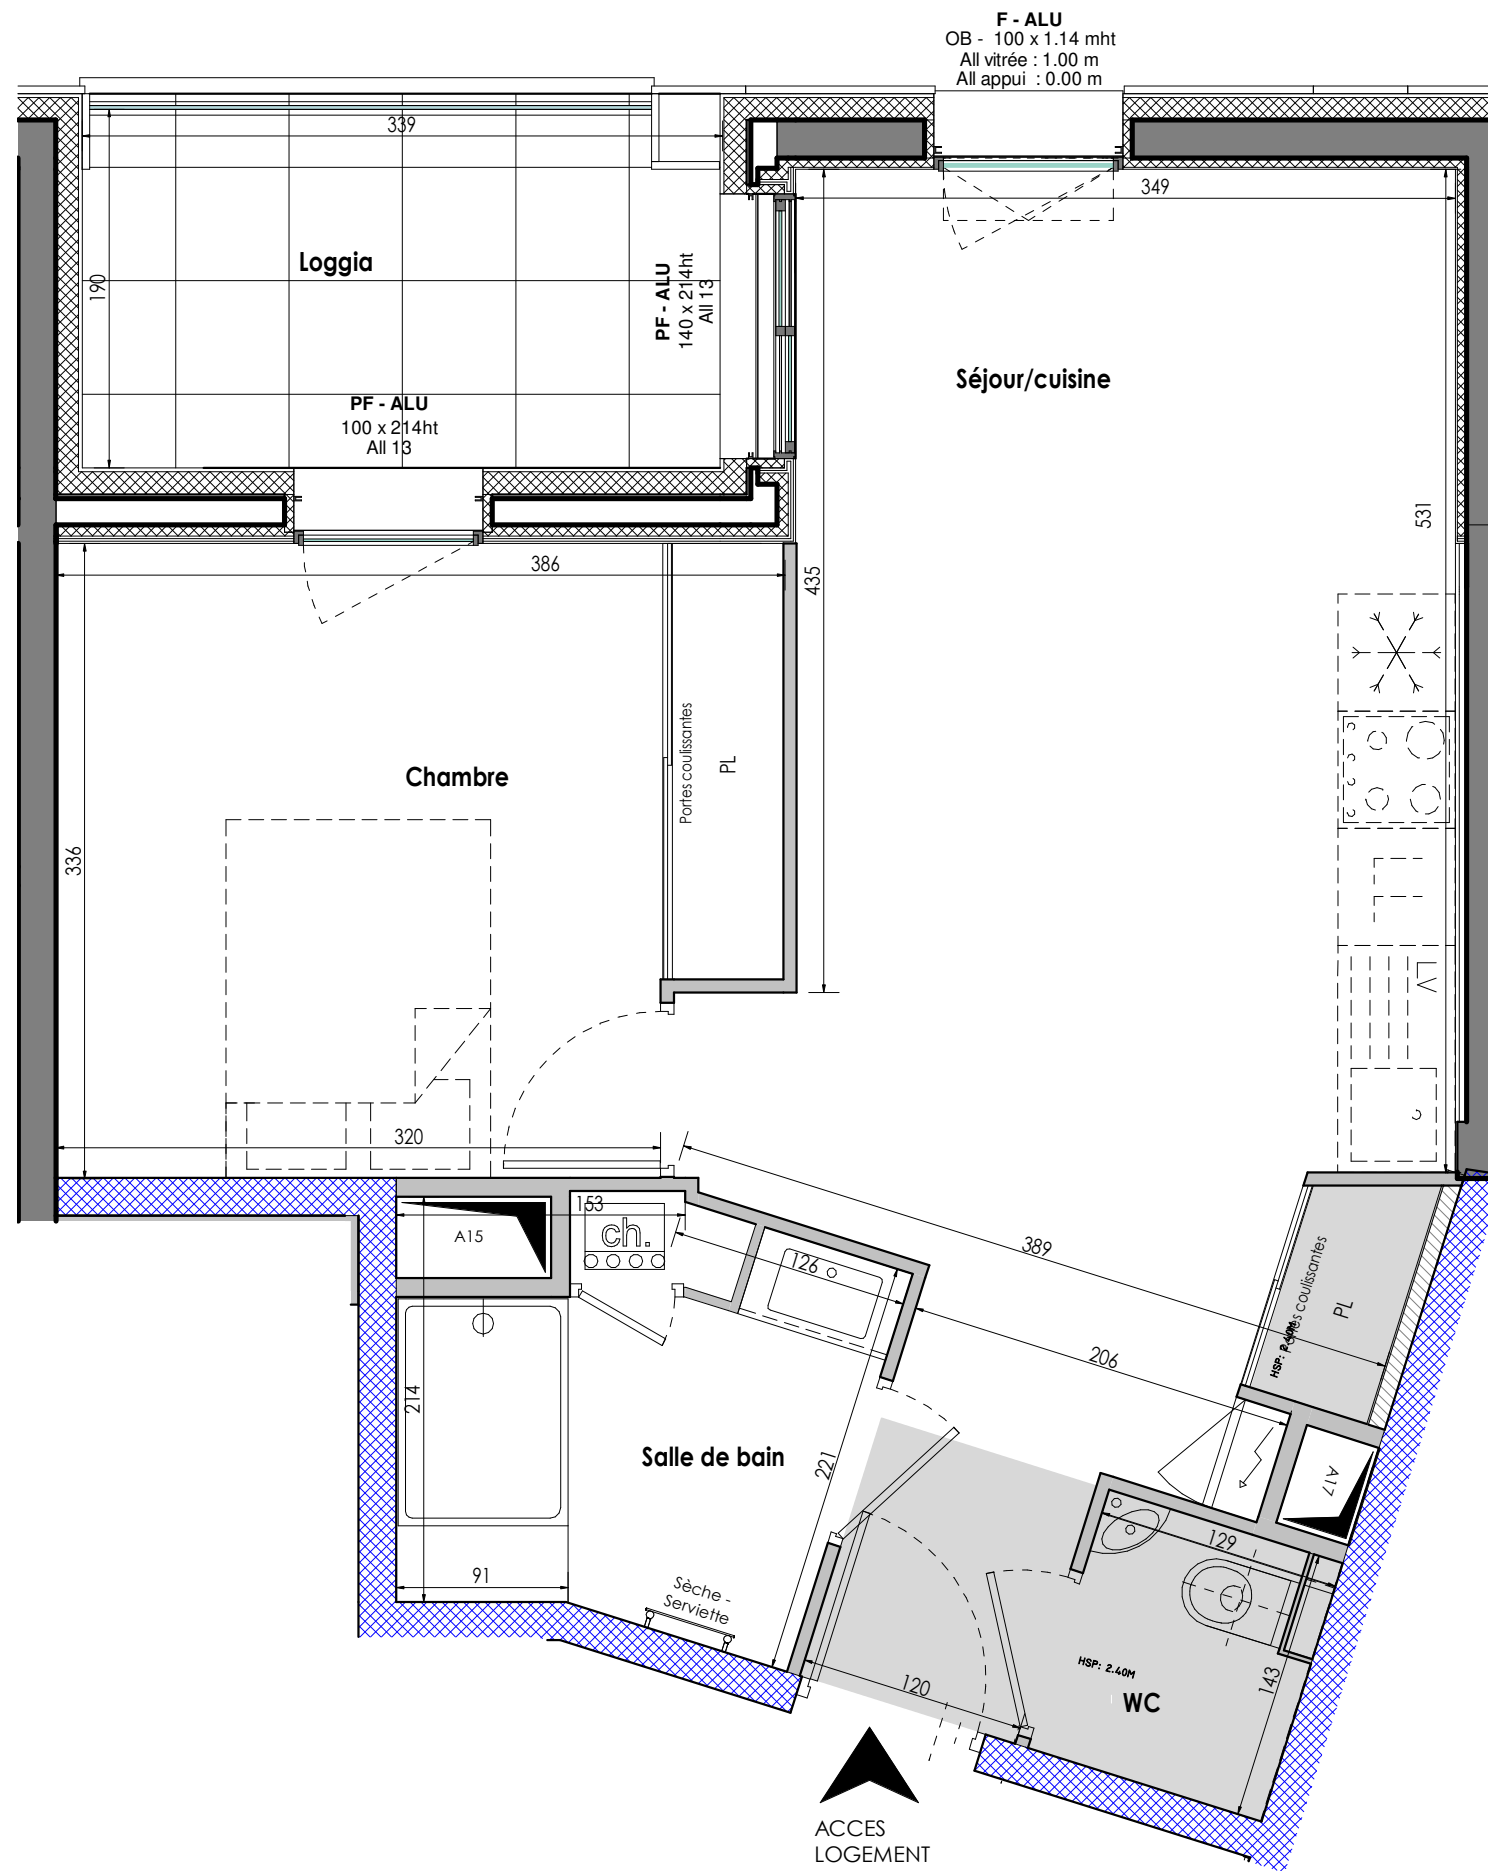 F - ALU
OB - 100 x 1.14 mht
All vitrée : 1.00 m
All appui : 0.00 m
339
349
Loggia
190
PF - ALU
140 x 214ht
All 13
Séjour/cuisine
PF - ALU
100 x 214ht
All 13
531
386
435
Portes coulissantes
PL
Chambre
336
LV
320
153
A15
ch.
126
389
Portes coulissantes
PL
HSP: 2.40M
206
214
Salle de bain
221
A17
129
91
Sèche -
Serviette
HSP: 2.40M
143
120
WC
ACCES
LOGEMENT